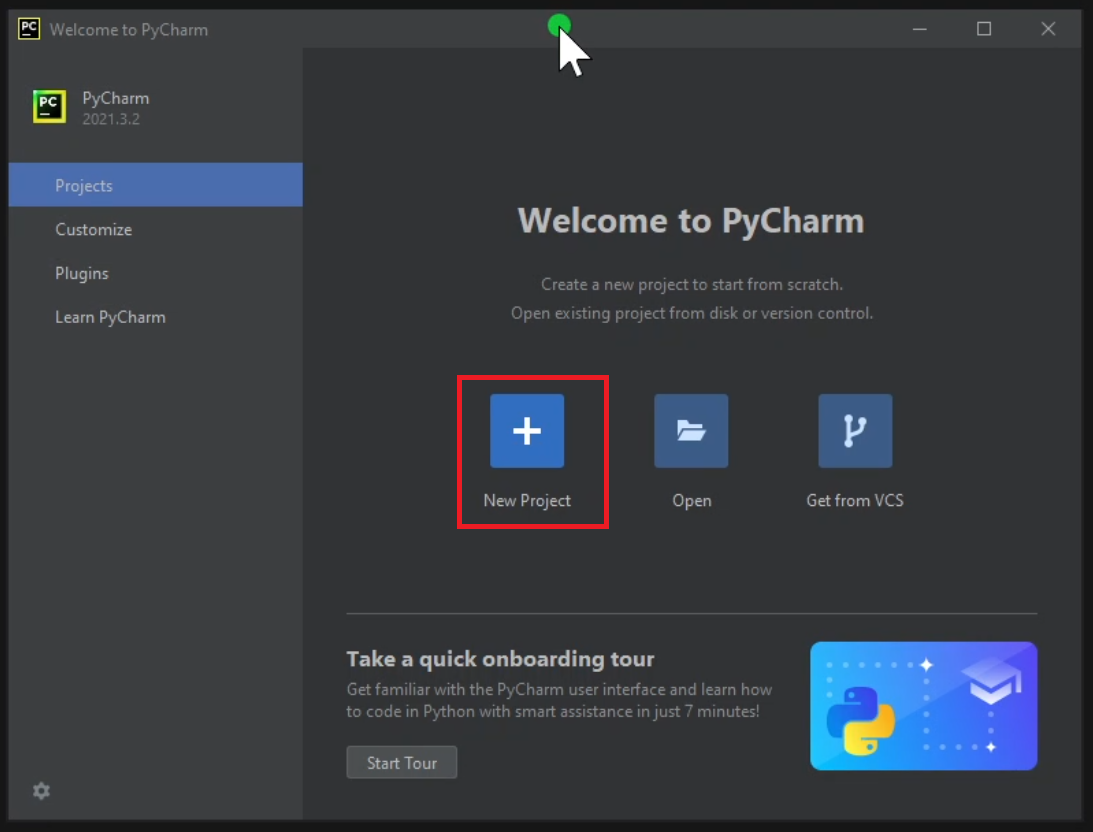 PC Welcome to PyCharm
PC PyCharm
2021.3.2
Projects
Customize
Plugins
Learn PyCharm
Welcome to PyCharm
Create a new project to start from scratch.
Open existing project from disk or version control.
New Project
Open
Get from VCS
Take a quick onboarding tour
Get familiar with the PyCharm user interface and learn how
to code in Python with smart assistance in just 7 minutes!
Start Tour